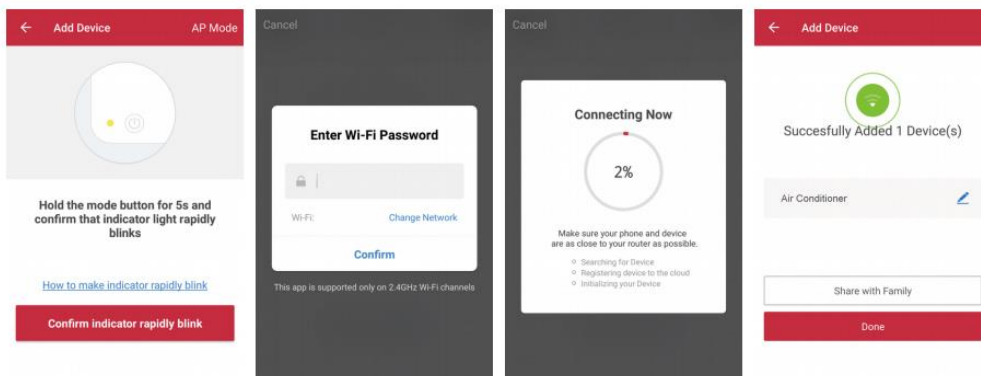 Add Device
AP Mode
Hold the mode button for 5s and
confirm that indicator light rapidly
blinks
How to make indicator rapidly blink
Confirm indicator rapidly blink
Cancel
Enter Wi-Fi Password
Wi-Fi:
Change Network
Confirm
This app is supported only on 2.4GHz Wi-Fi channels
Cancel
Connecting Now
2%
Make sure your phone and device
are as close to your router as possible.
Searching for Device
Registering device to the cloud
Initializing your Device
Add Device
Succesfully Added 1 Device(s)
Air Conditioner
Share with Family
Done